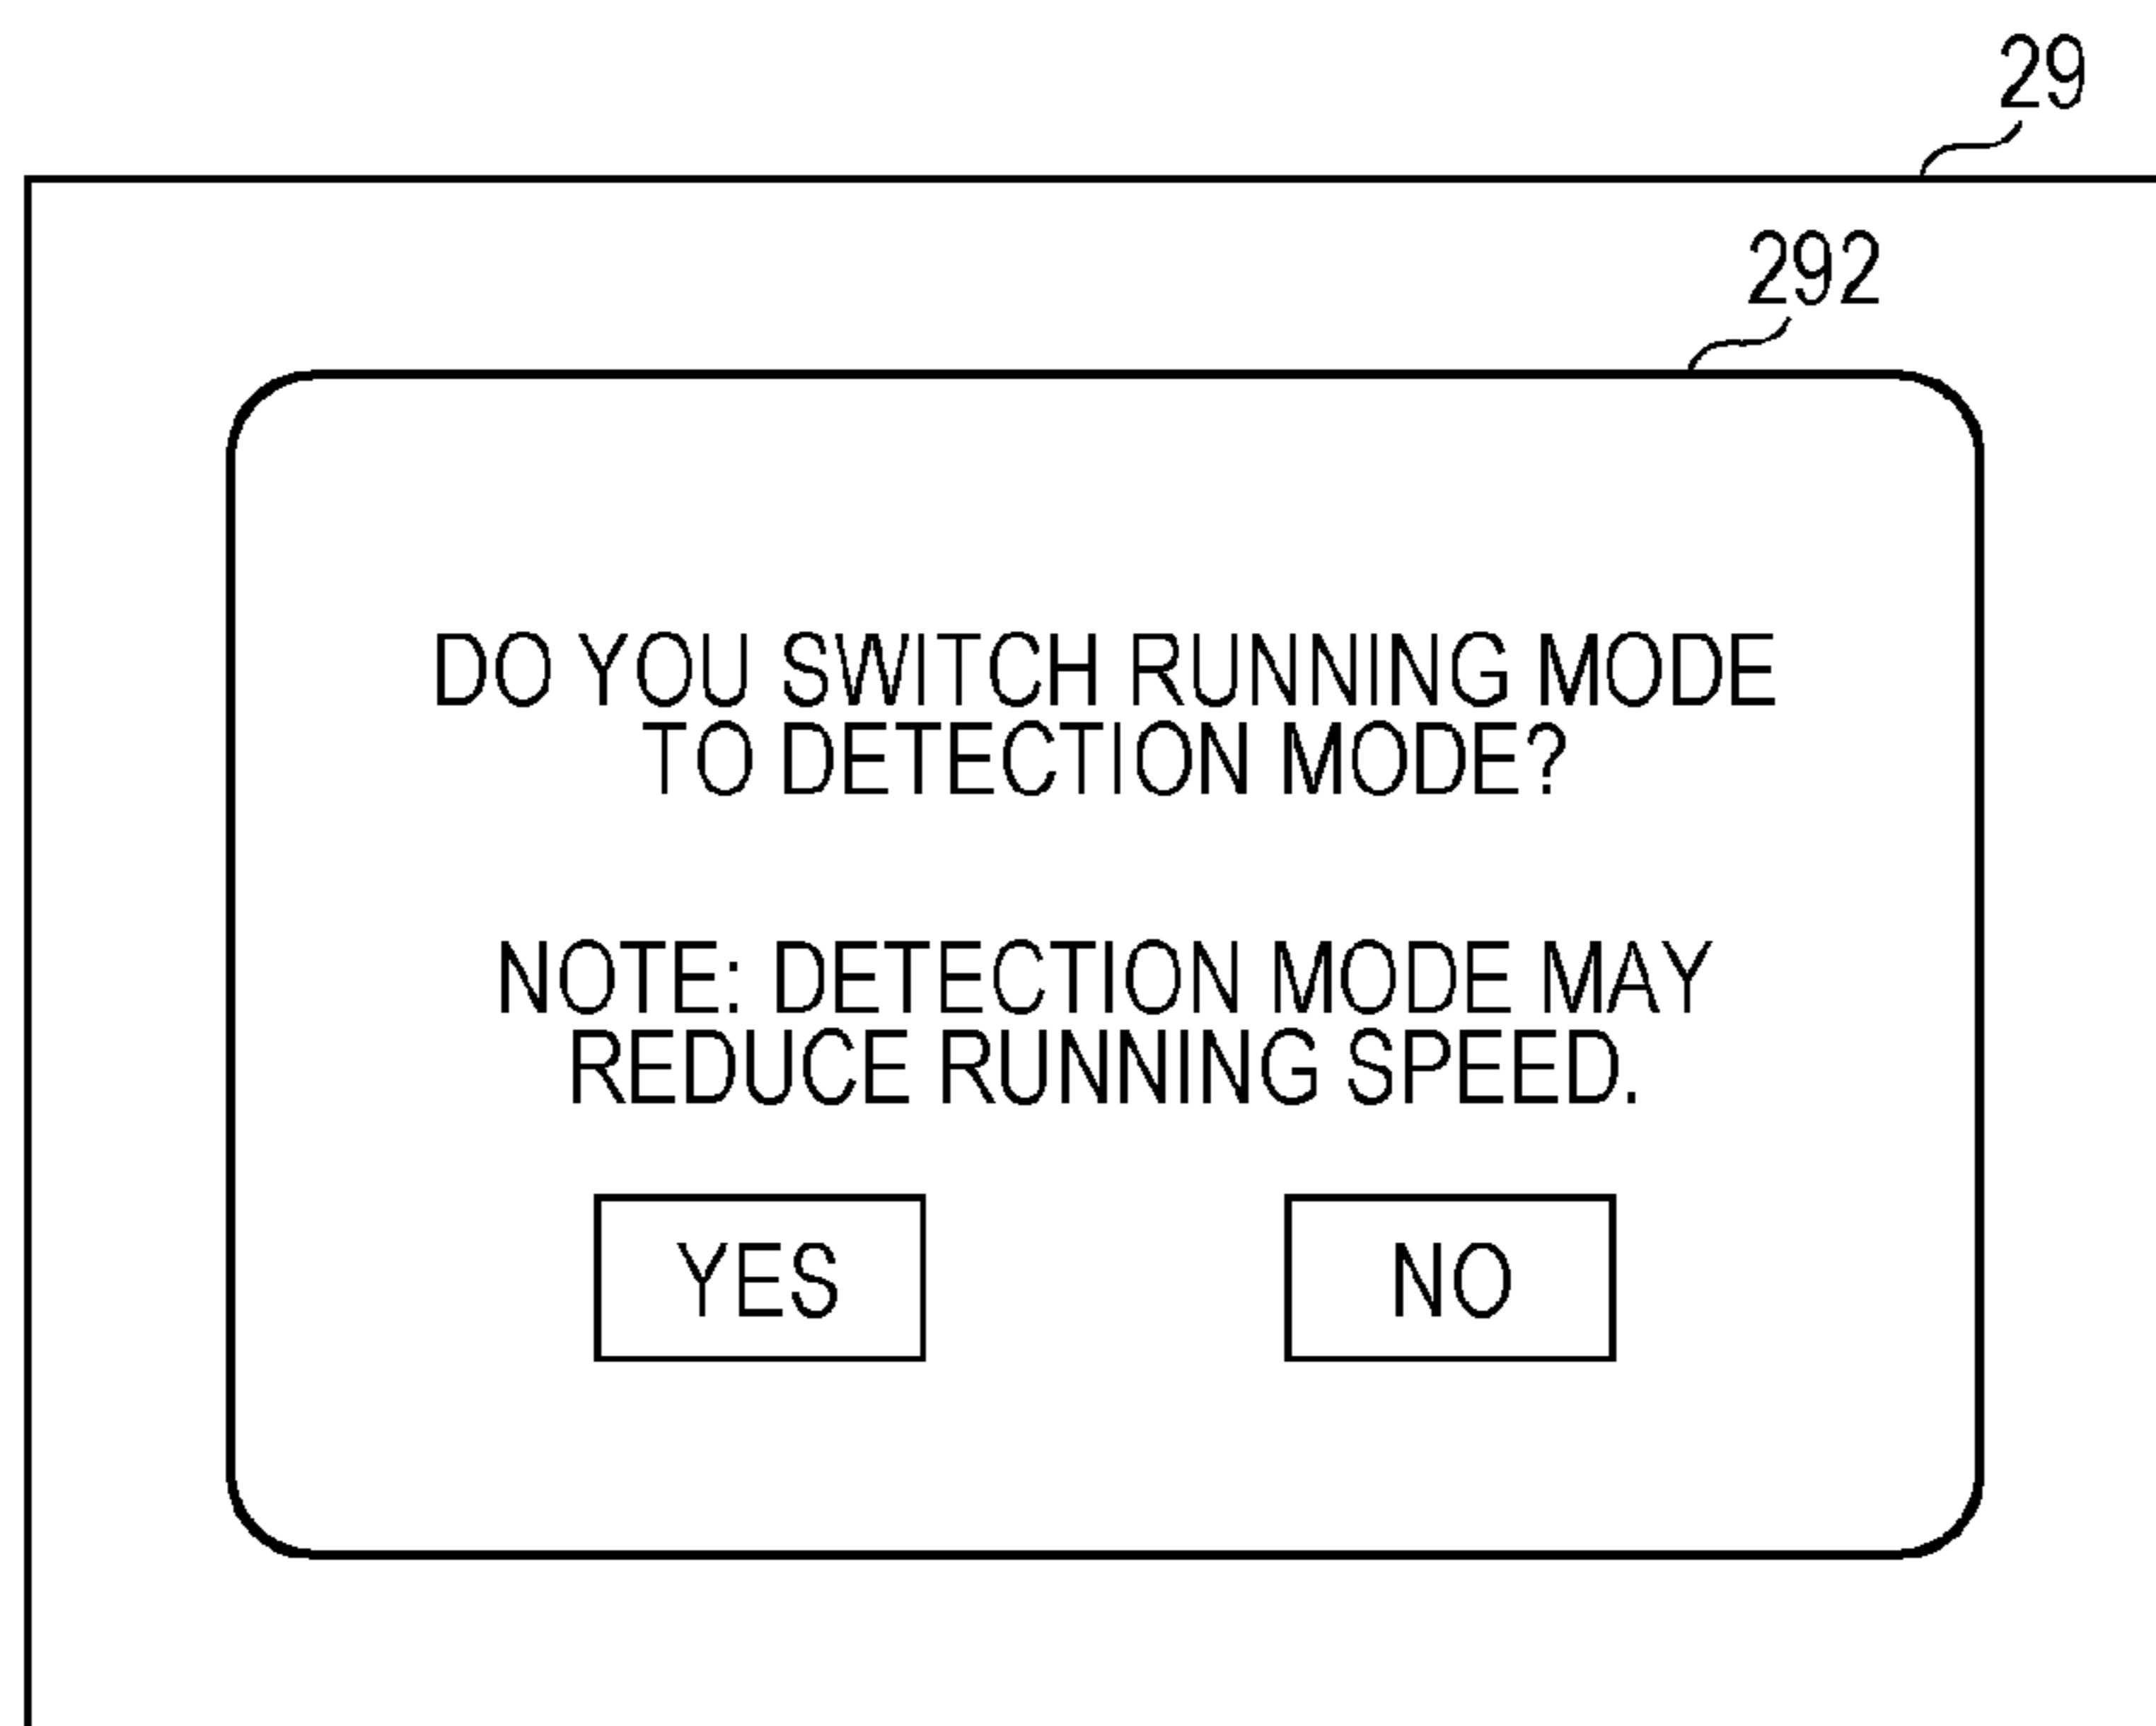 29
292
DO YOU SWITCH RUNNING MODE
TO DETECTION MODE?
NOTE: DETECTION MODE MAY
REDUCE RUNNING SPEED.
YES NO